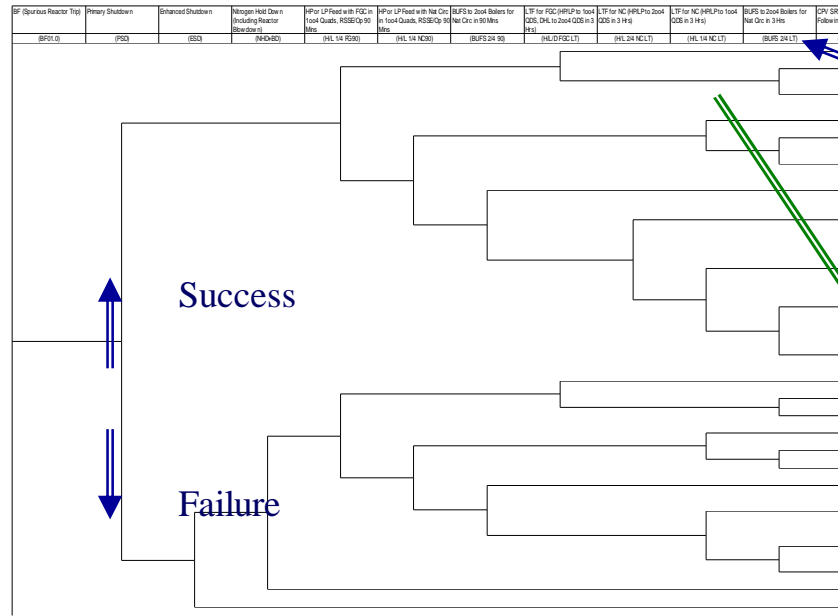 BF (Spurious Reactor Trip)
(BF01.0)
Primary Shutdown
(PSD)
Enhanced Shutdown
(ESD)
Nitrogen Hold Down
(Including Reactor
Blowdown)
(NHD+BD)
HP or LP Feed with FGC in
1oo4 Quads, RSSE/Op 90
Mins
(H/L 1/4 FG90)
HP or LP Feed with Nat Circ
in 1oo4 Quads, RSSE/Op 90
Mins
(H/L 1/4 NC90)
BUFS to 2oo4 Boilers for
Nat Circ in 90 Mins
(BUFS 2/4 90)
LTF for FGC (HP/LP to 1oo4
QDS, DHL to 2oo4 QDS in 3
Hrs)
(H/L/D FGC LT)
LTF for NC (HP/LP to 2oo4
QDS in 3 Hrs)
(H/L 2/4 NC LT)
LTF for NC (HP/LP to 1oo4
QDS in 3 Hrs)
(H/L 1/4 NC LT)
BUFS to 2oo4 Boilers for
Nat Circ in 3 Hrs
(BUFS 2/4 LT)
CPV SR
Followin
Success
Failure